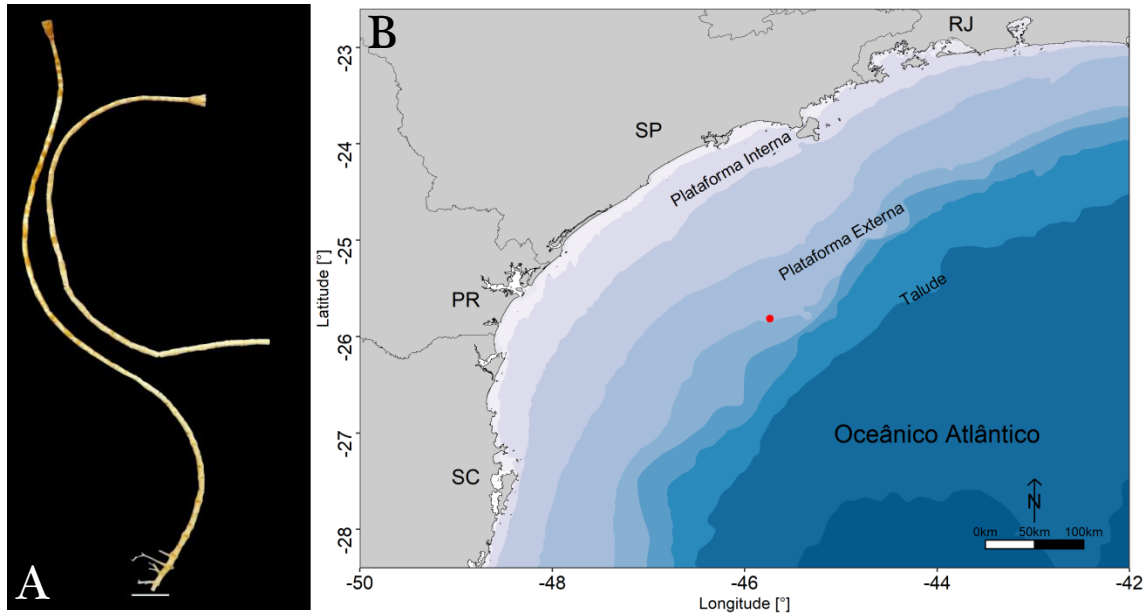 A
B
RJ
SP
Plataforma Interna
Plataforma Externa
PR
Talude
Oceânico Atlântico
SC
N
0km 50km 100km
-23
-24
-25
-26
-27
-28
Latitude [°]
-50 -48 -46 -44 -42
Longitude [°]